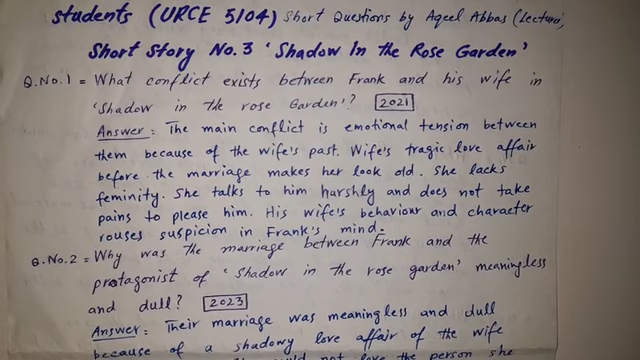 students (URCE 5104) Short Questions by Aqeel Abbas (Lecturer,
Short Story No. 3 'Shadow In the Rose Garden'
Q.No.1 = What conflict exists between Frank and his wife in
'Shadow in the rose Garden'? 2021
Answer: The main conflict is emotional tension between
them because of the wife's past. Wife's tragic love affair
before the marriage makes her look old. She lacks
feminity. She talks to him harshly and does not take
pains to please him. His wife's behaviour and character
rouses suspicion in Frank's mind.
Q.No.2 = Why was the marriage between Frank and the
protagonist of 'Shadow in the rose garden' meaningless
and dull? 2023
Answer: Their marriage was meaningless and dull
because of a shadowy love affair of the wife
not love the person she